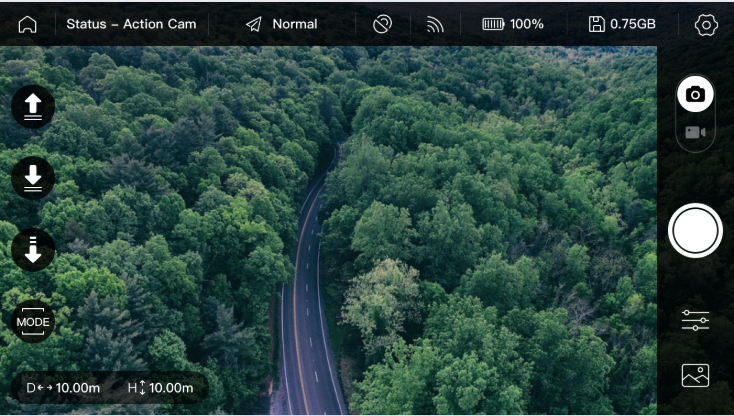 Status – Action Cam
Normal
100%
0.75GB
MODE
D 10.00m H 10.00m